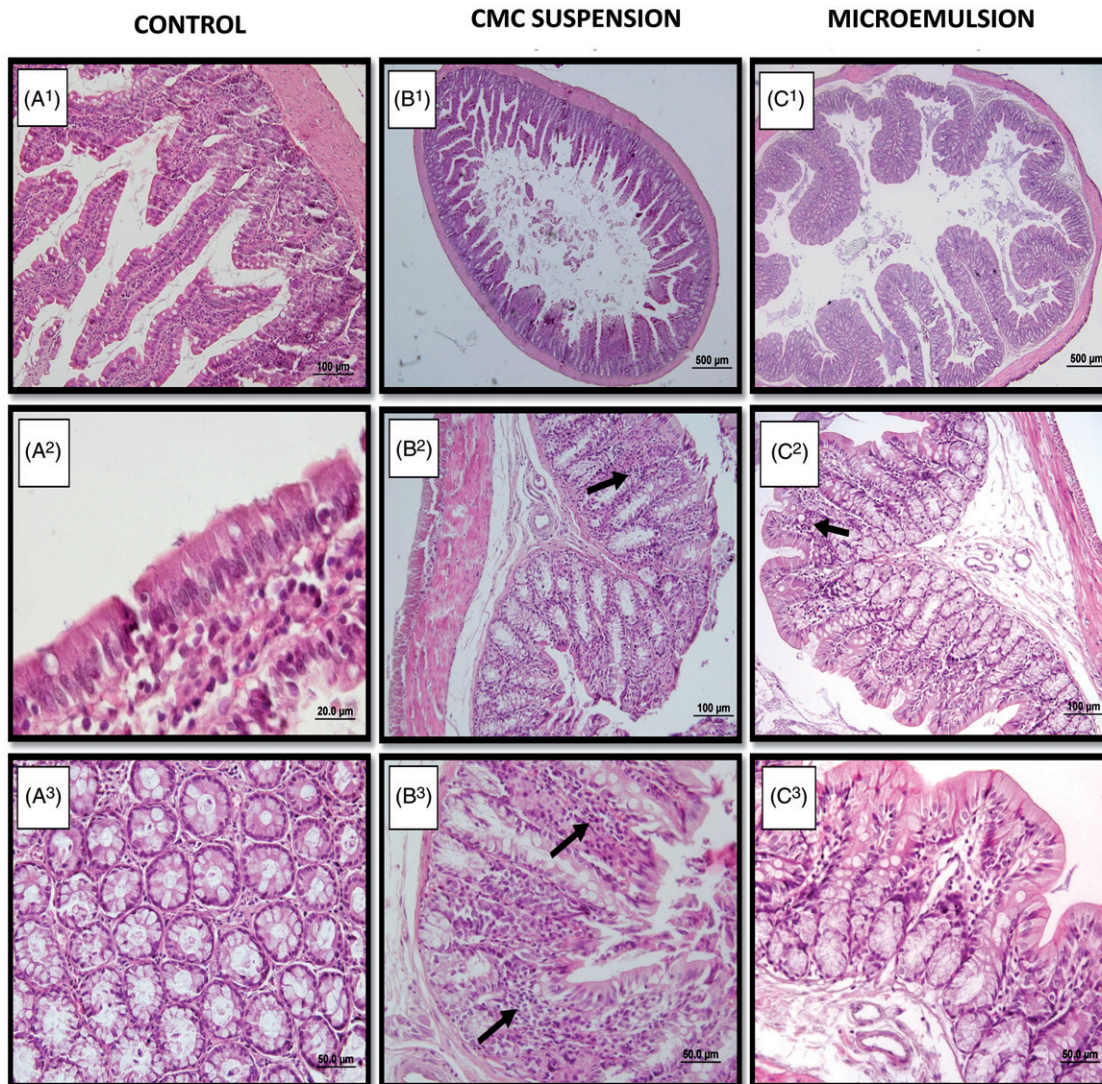 CONTROL
CMC SUSPENSION
MICROEMULSION
(A¹)
100 µm
(B¹)
500 µm
(C¹)
500 µm
(A²)
20.0 µm
(B²)
100 µm
(C²)
100 µm
(A³)
50.0 µm
(B³)
50.0 µm
(C³)
50.0 µm